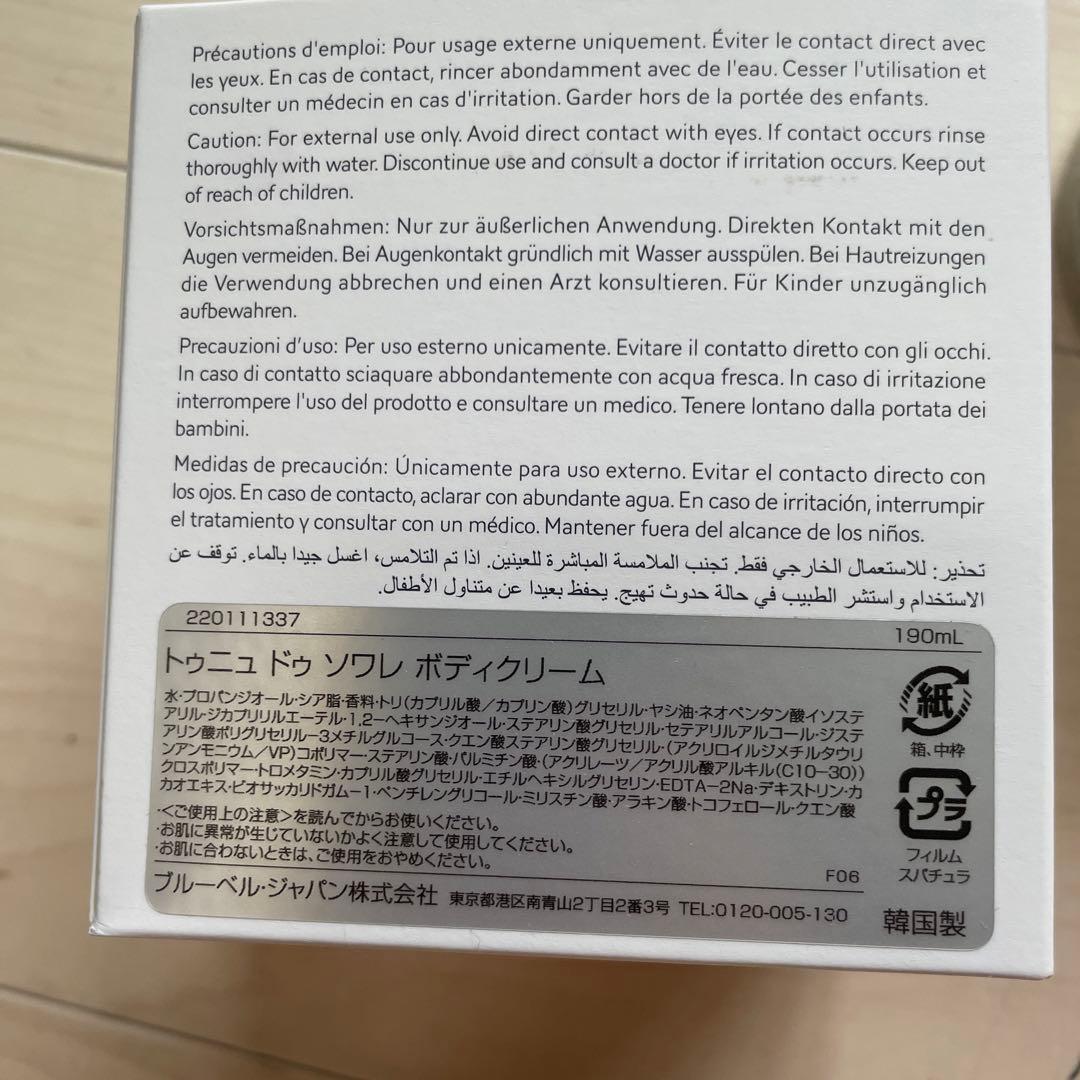 Précautions d'emploi: Pour usage externe uniquement. Éviter le contact direct avec
les yeux. En cas de contact, rincer abondamment avec de l'eau. Cesser l'utilisation et
consulter un médecin en cas d'irritation. Garder hors de la portée des enfants.
Caution: For external use only. Avoid direct contact with eyes. If contact occurs rinse
thoroughly with water. Discontinue use and consult a doctor if irritation occurs. Keep out
of reach of children.
Vorsichtsmaßnahmen: Nur zur äußerlichen Anwendung. Direkten Kontakt mit den
Augen vermeiden. Bei Augenkontakt gründlich mit Wasser ausspülen. Bei Hautreizungen
die Verwendung abbrechen und einen Arzt konsultieren. Für Kinder unzugänglich
aufbewahren.
Precauzioni d'uso: Per uso esterno unicamente. Evitare il contatto diretto con gli occhi.
In caso di contatto sciaquare abbondantemente con acqua fresca. In caso di irritazione
interrompere l'uso del prodotto e consultare un medico. Tenere lontano dalla portata dei
bambini.
Medidas de precaución: Únicamente para uso externo. Evitar el contacto directo con
los ojos. En caso de contacto, aclarar con abundante agua. En caso de irritación, interrumpir
el tratamiento y consultar con un médico. Mantener fuera del alcance de los niños.
تحذير: للاستعمال الخارجي فقط. تجنب الملامسة المباشرة للعينين. اذا تم التلامس، اغسل جيدا بالماء. توقف عن
الاستخدام واستشر الطبيب في حالة حدوث تهيج. يحفظ بعيدا عن متناول الأطفال.
220111337
190mL
トゥニュ ドゥ ソワレ ボディクリーム
水・プロパンジオール・シア脂・香料・トリ(カプリル酸/カプリン酸)グリセリル・ヤシ油・ネオペンタン酸イソステ
アリル・ジカプリリルエーテル・1,2-ヘキサンジオール・ステアリン酸グリセリル・セテアリルアルコール・ジステ
アリン酸ポリグリセリル-3メチルグルコース・クエン酸ステアリン酸グリセリル・(アクリロイルジメチルタウリ
ンアンモニウム/VP)コポリマー・ステアリン酸・パルミチン酸・(アクリレーツ/アクリル酸アルキル(C10-30))
クロスポリマー・トロメタミン・カプリル酸グリセリル・エチルヘキシルグリセリン・EDTA-2Na・デキストリン・カ
カオエキス・ビオサッカリドガム-1・ペンチレングリコール・ミリスチン酸・アラキン酸・トコフェロール・クエン酸
・<ご使用上の注意>を読んでからお使いください。
・お肌に異常が生じていないかよく注意して使用してください。
・お肌に合わないときは、ご使用をおやめください。
F06
ブルーベル・ジャパン株式会社 東京都港区南青山2丁目2番3号 TEL:0120-005-130
紙
箱、中枠
プラ
フィルム
スパチュラ
韓国製